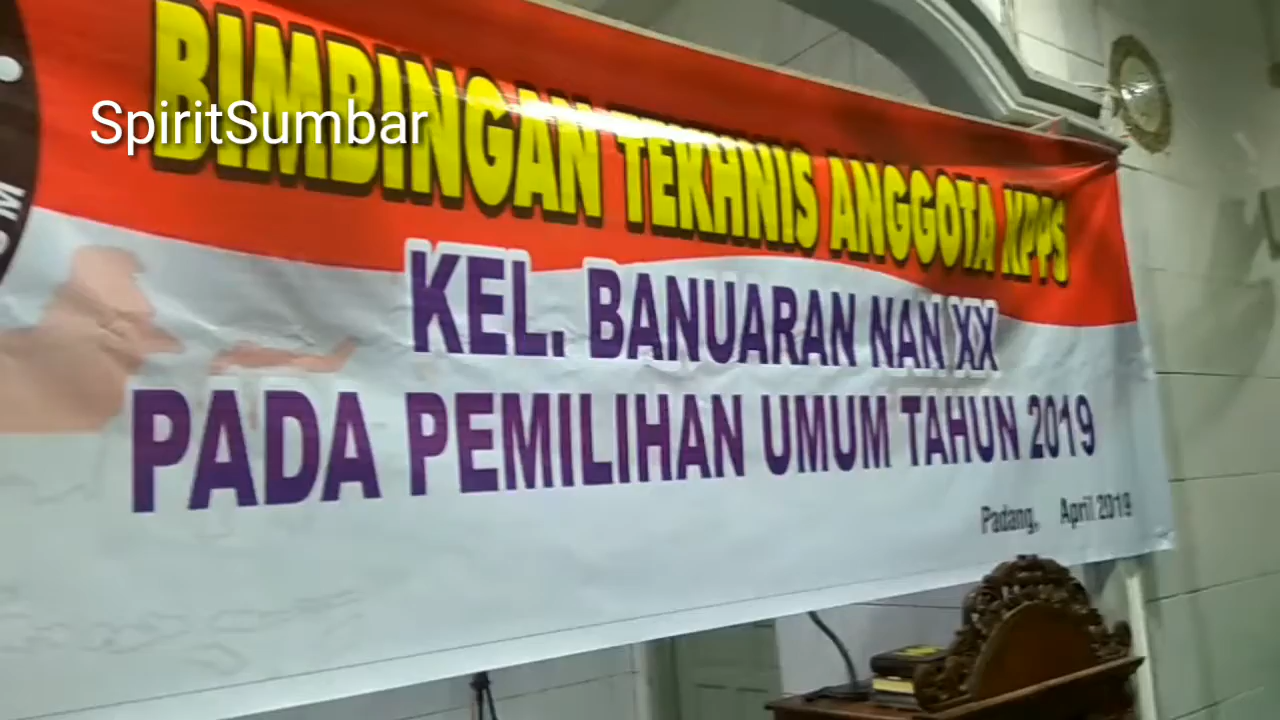 SpiritSumbar
BIMBINGAN TEKHNIS ANGGOTA KPPS
KEL. BANUARAN NAN XX
PADA PEMILIHAN UMUM TAHUN 2019
Padang, April 2019